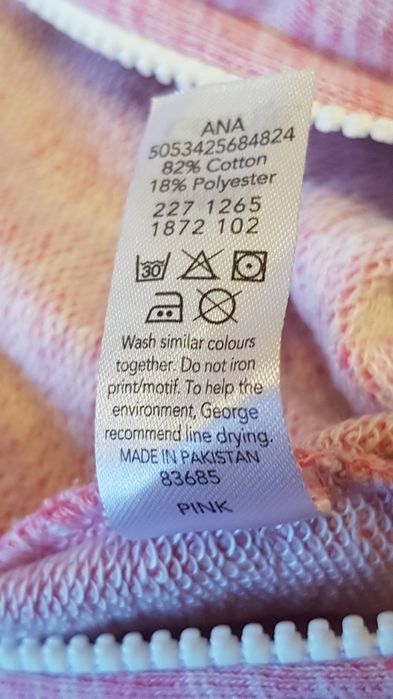 ANA
5053425684824
82% Cotton
18% Polyester
227 1265
1872 102
30
Wash similar colours
together. Do not iron
print/motif. To help the
environment, George
recommend line drying.
MADE IN PAKISTAN
83685
PINK